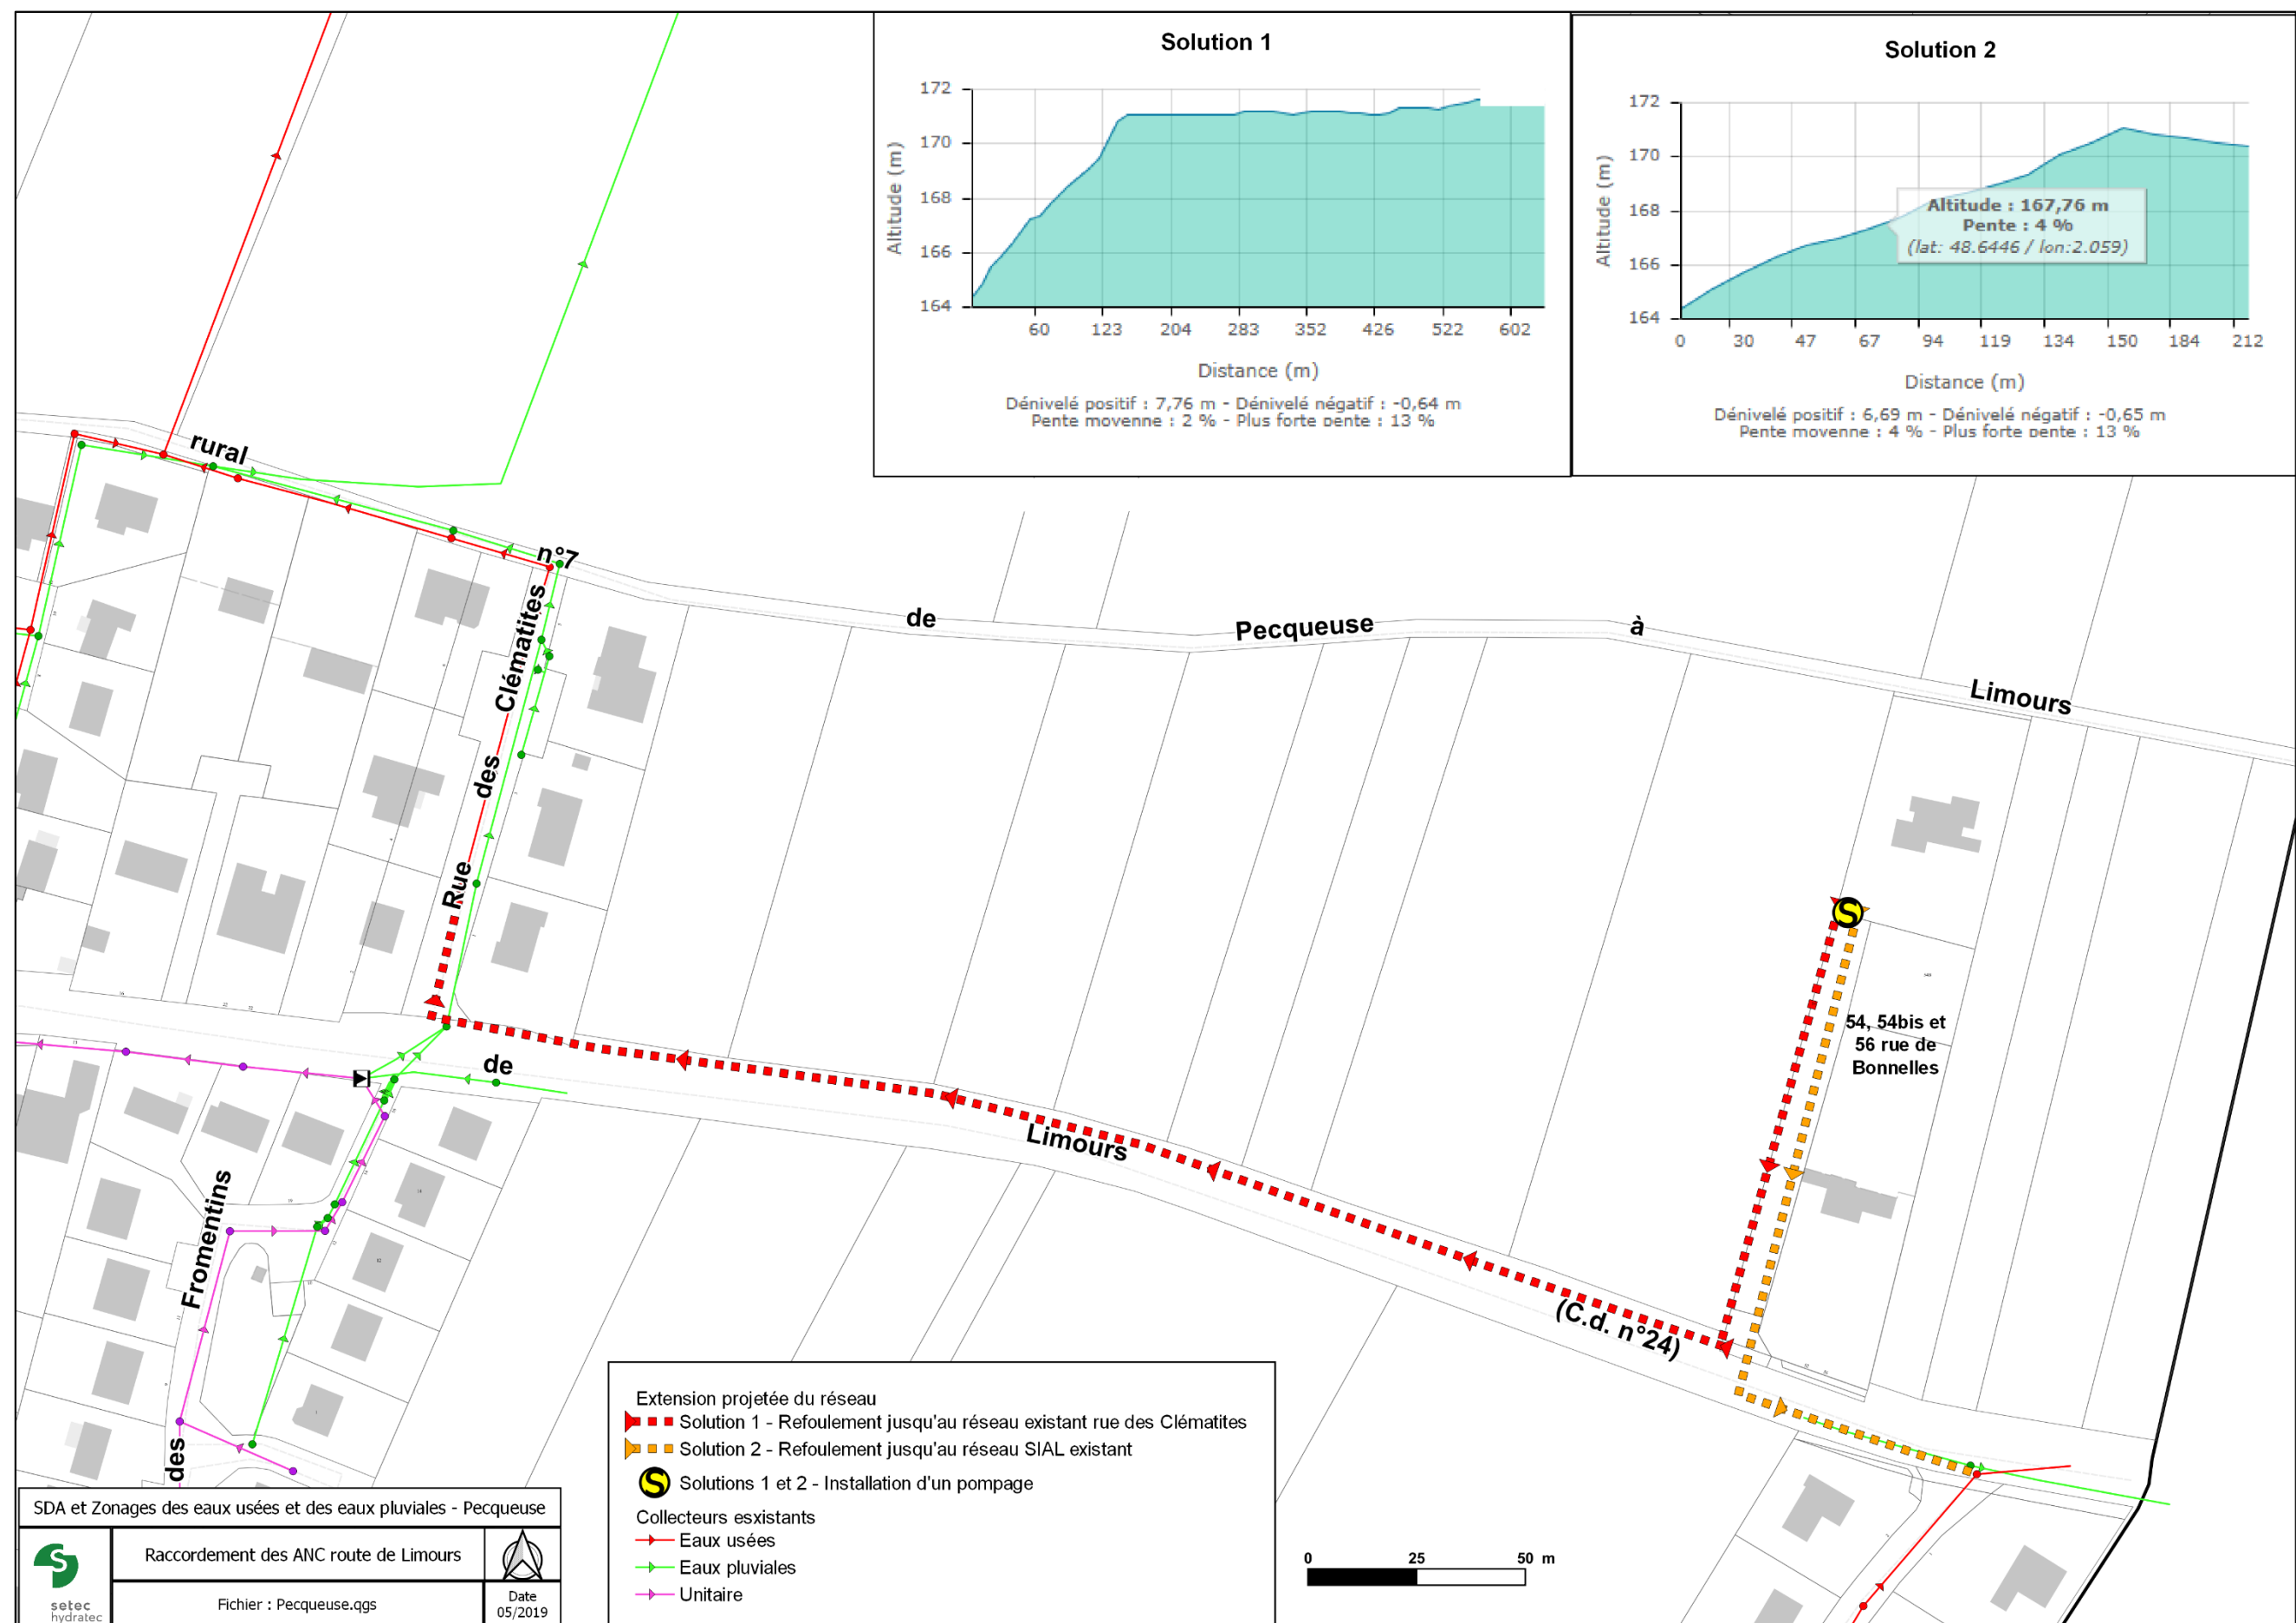 Solution 1
172
170
168
166
164
Altitude (m)
60 123 204 283 352 426 522 602
Distance (m)
Dénivelé positif : 7,76 m - Dénivelé négatif : -0,64 m
Pente moyenne : 2 % - Plus forte pente : 13 %
Solution 2
172
170
168
166
164
Altitude (m)
Altitude : 167,76 m
Pente : 4 %
(lat: 48.6446 / lon:2.059)
0 30 47 67 94 119 134 150 184 212
Distance (m)
Dénivelé positif : 6,69 m - Dénivelé négatif : -0,65 m
Pente moyenne : 4 % - Plus forte pente : 13 %
rural
n°7
de
Pecqueuse
à
Limours
Rue
des
Clématites
S
54, 54bis et
56 rue de
Bonnelles
de
Limours
(C.d. n°24)
des
Fromentins
Extension projetée du réseau
Solution 1 - Refoulement jusqu'au réseau existant rue des Clématites
Solution 2 - Refoulement jusqu'au réseau SIAL existant
S Solutions 1 et 2 - Installation d'un pompage
Collecteurs esxistants
Eaux usées
Eaux pluviales
Unitaire
0 25 50 m
SDA et Zonages des eaux usées et des eaux pluviales - Pecqueuse
Raccordement des ANC route de Limours
setec
hydratec
Fichier : Pecqueuse.qgs
Date
05/2019